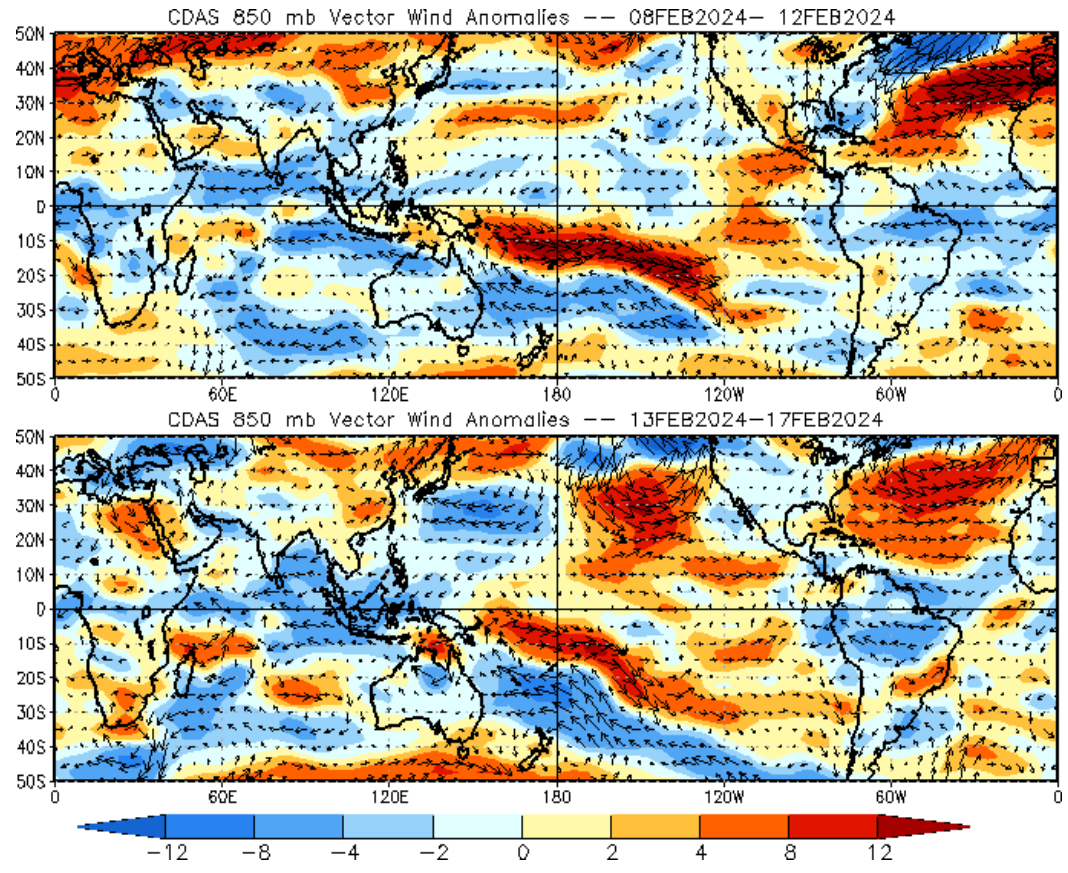 CDAS 850 mb Vector Wind Anomalies -- 08FEB2024- 12FEB2024
50N
40N
30N
20N
10N
0
10S
20S
30S
40S
50S
0 60E 120E 180 120W 60W 0
CDAS 850 mb Vector Wind Anomalies -- 13FEB2024-17FEB2024
50N
40N
30N
20N
10N
0
10S
20S
30S
40S
50S
0 60E 120E 180 120W 60W 0
-12 -8 -4 -2 0 2 4 8 12